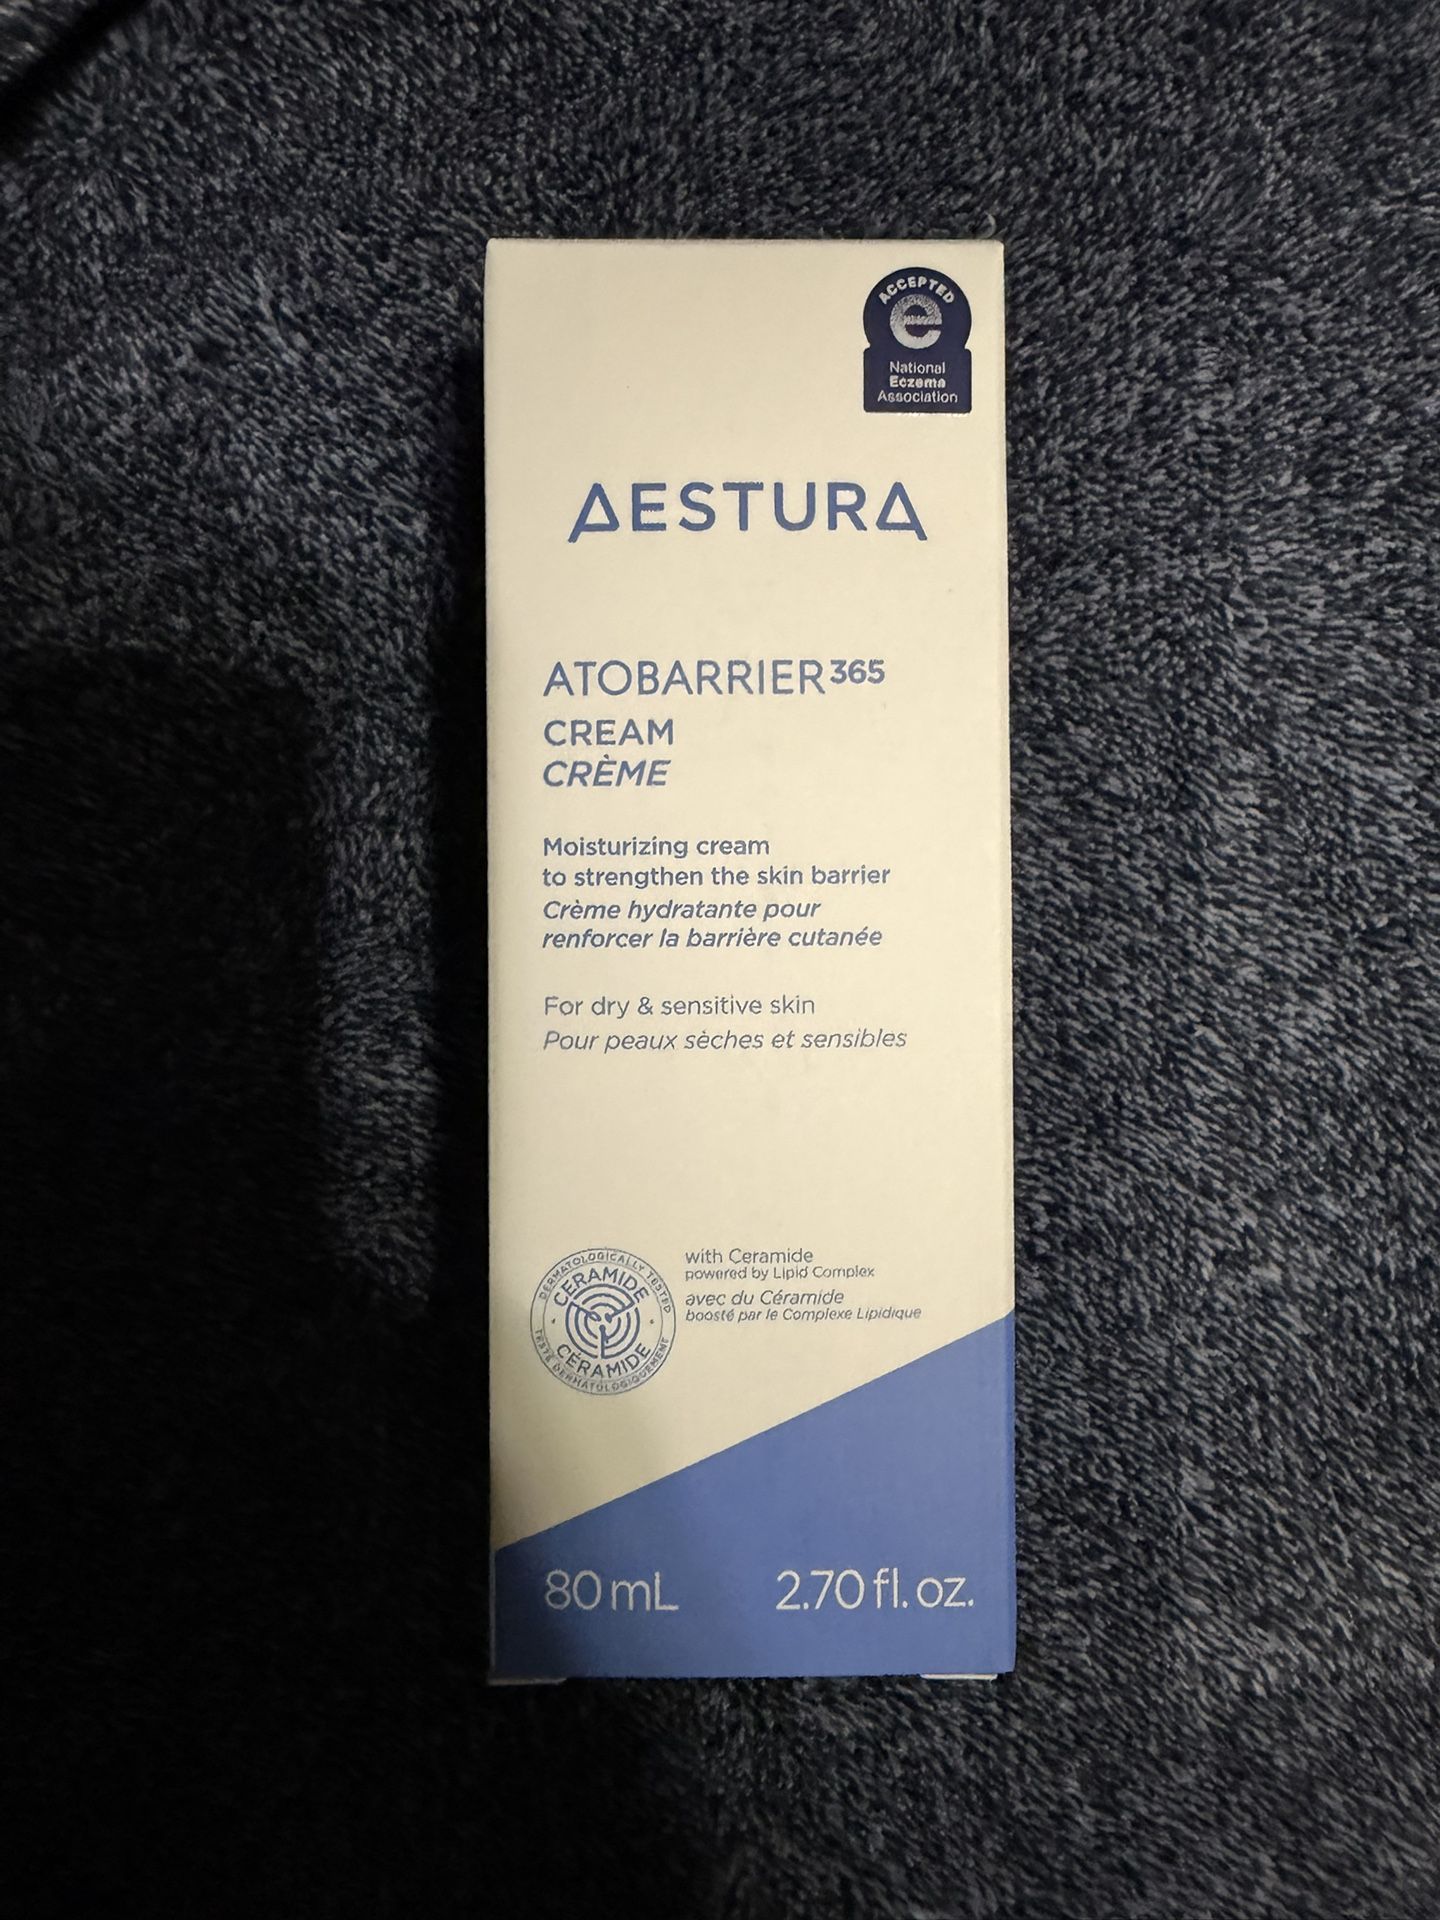 ACCEPTED
e
National
Eczema
Association
AESTURA
ATOBARRIER365
CREAM
CRÈME
Moisturizing cream
to strengthen the skin barrier
Crème hydratante pour
renforcer la barrière cutanée
For dry & sensitive skin
Pour peaux sèches et sensibles
DERMATOLOGICALLY TESTED
CERAMIDE
CÉRAMIDE
TESTÉ DERMATOLOGIQUEMENT
with Ceramide
powered by Lipid Complex
avec du Céramide
boosté par le Complexe Lipidique
80 mL 2.70 fl. oz.